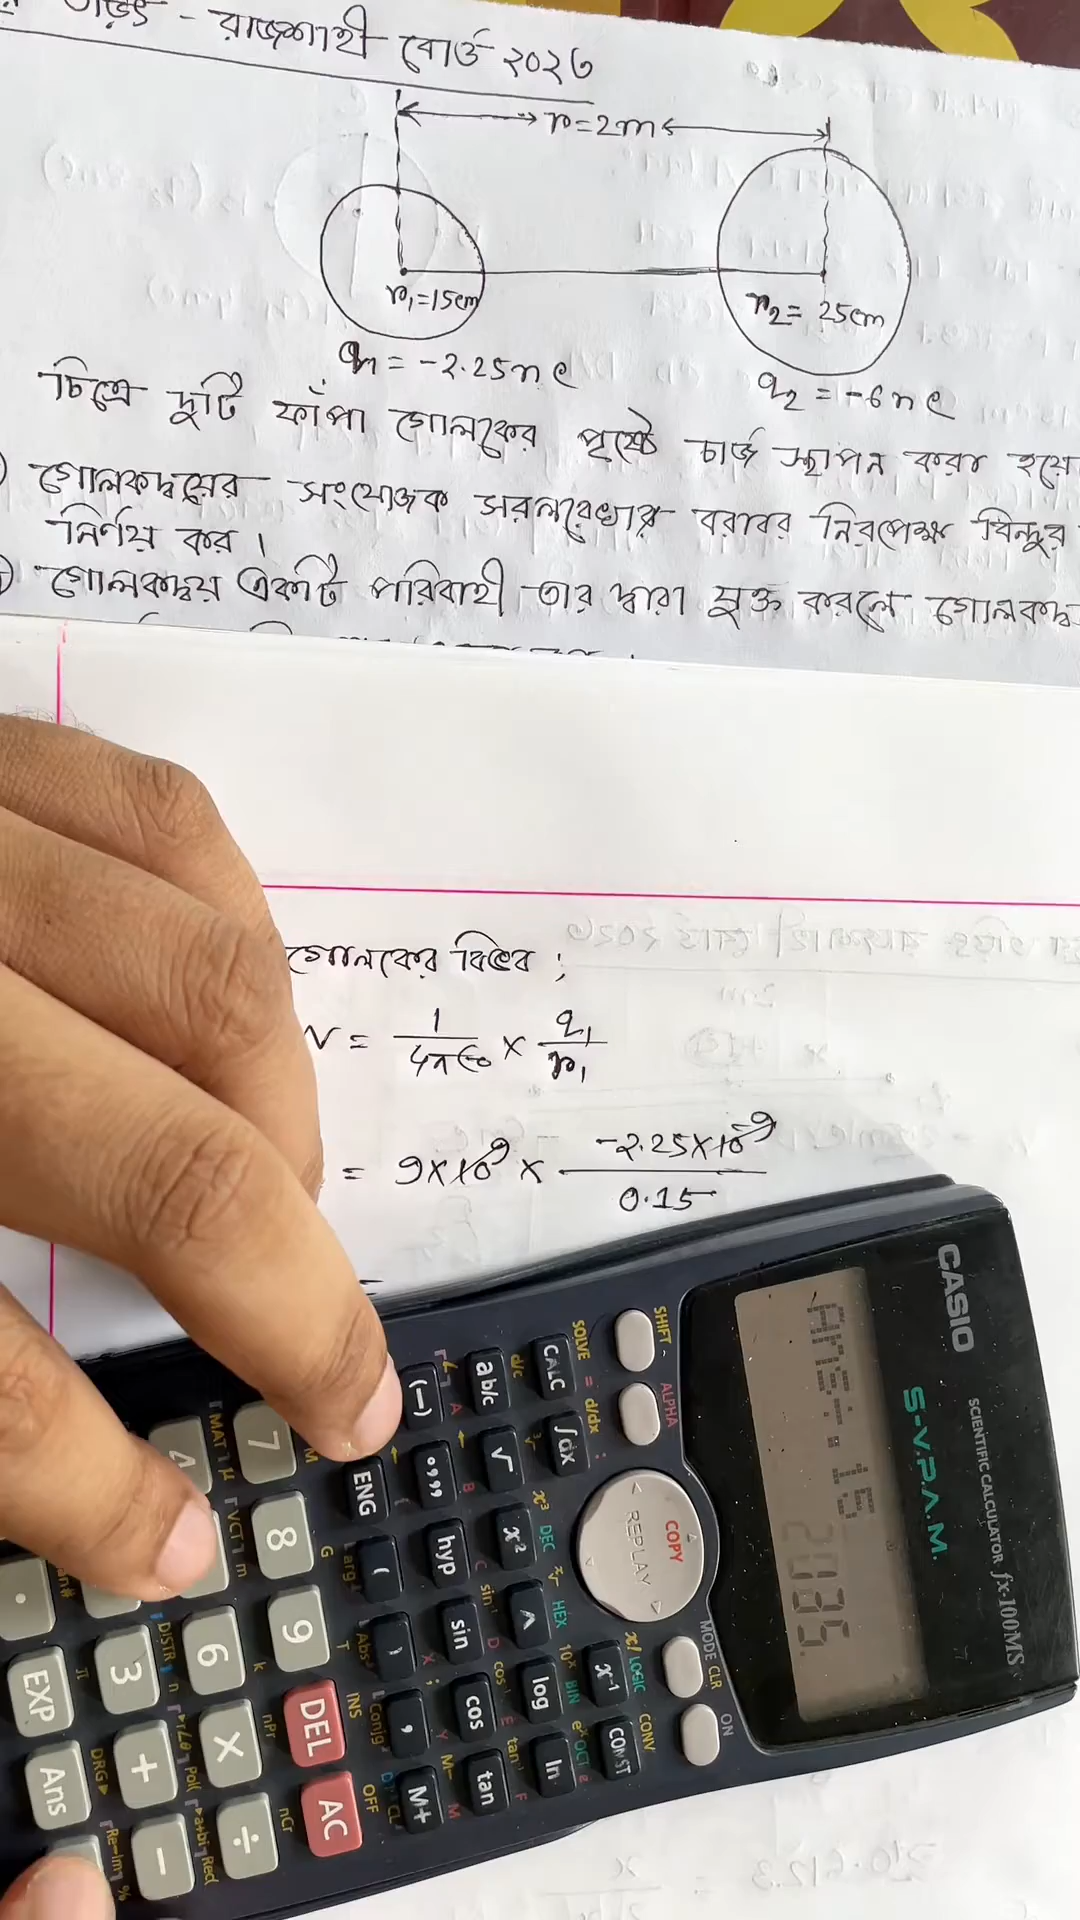 তড়িৎ - রাজশাহী বোর্ড ২০২৩
r=2m
r₁=15cm
r₂= 25cm
q₁ = -2.25nC
q₂ = -6nC
চিত্রে দুটি ফাঁপা গোলকের পৃষ্ঠে চার্জ স্থাপন করা হয়ে
গোলকদ্বয়ের সংযোজক সরলরেখার বরাবর নিরপেক্ষ বিন্দুর
নির্ণয় কর।
গোলকদ্বয় একটি পরিবাহী তার দ্বারা যুক্ত করলে গোলকদ্ব
গোলকের বিভব ;
V = 1/4πϵ₀ × q₁/r₁
= 9×10⁹ × -2.25×10⁻⁹/0.15
=
CASIO
SCIENTIFIC CALCULATOR fx-100MS
S-V.P.A.M.
SHIFT ALPHA REPLAY COPY MODE CLR ON
SOLVE = d/dx : x! LOGIC CONV
CALC ∫dx x⁻¹ CONST
ab/c √ x² ^ log ln
(−) °,,, hyp sin cos tan
ENG ( ) , M+
7 8 9 DEL AC
4 6 × ÷
3 + −
. EXP Ans